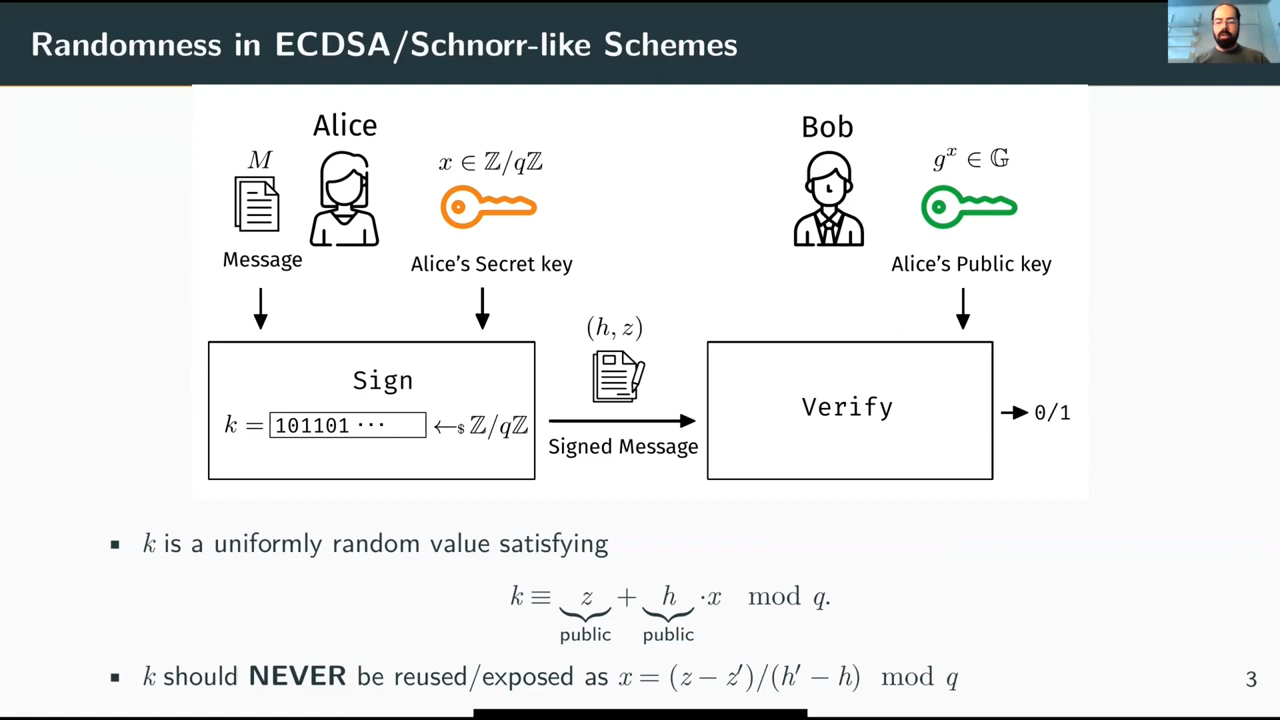 Randomness in ECDSA/Schnorr-like Schemes
Alice
Bob
M
x ∈ ℤ/qℤ
g^x ∈ 𝔾
Message
Alice's Secret key
Alice's Public key
(h, z)
Sign
k = 101101 ··· ←$ ℤ/qℤ
Signed Message
Verify
0/1
▪ k is a uniformly random value satisfying
k ≡ z + h · x mod q.
public public
▪ k should NEVER be reused/exposed as x = (z − z′)/(h′ − h) mod q
3